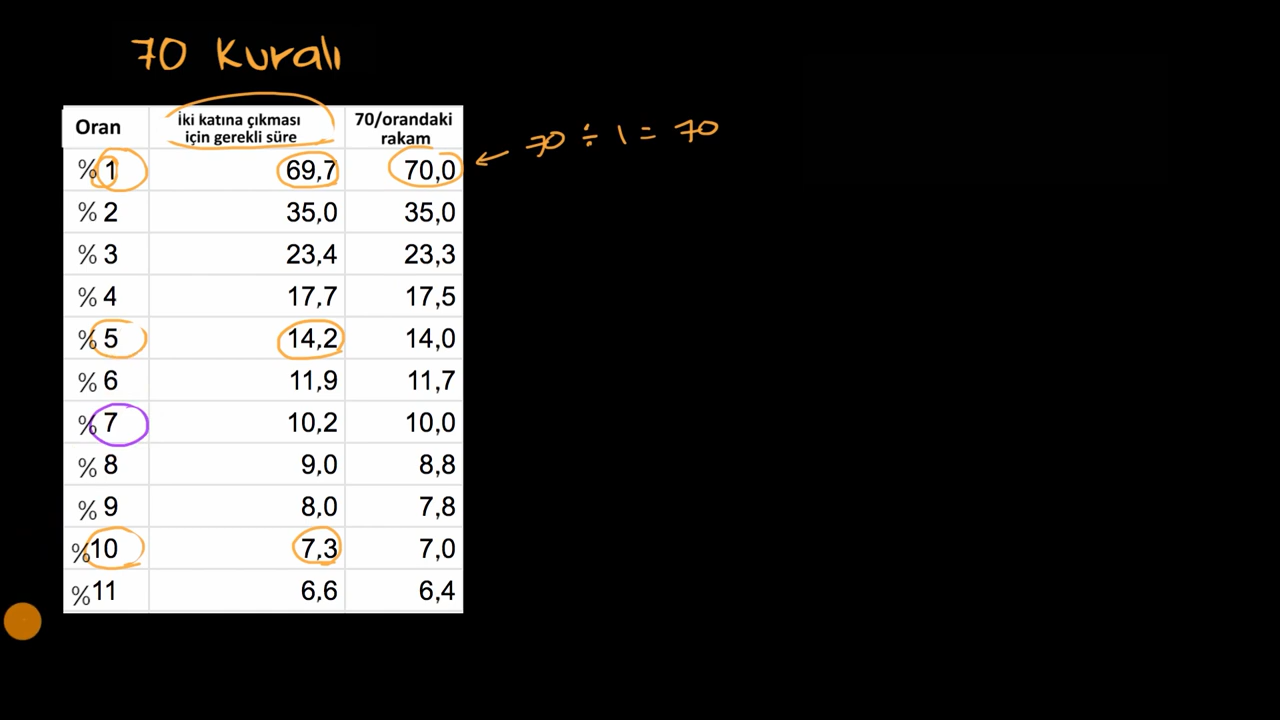 70 Kuralı
Oran İki katına çıkması için gerekli süre 70/orandaki rakam
%1 69,7 70,0 ← 70 ÷ 1 = 70
%2 35,0 35,0
%3 23,4 23,3
%4 17,7 17,5
%5 14,2 14,0
%6 11,9 11,7
%7 10,2 10,0
%8 9,0 8,8
%9 8,0 7,8
%10 7,3 7,0
%11 6,6 6,4